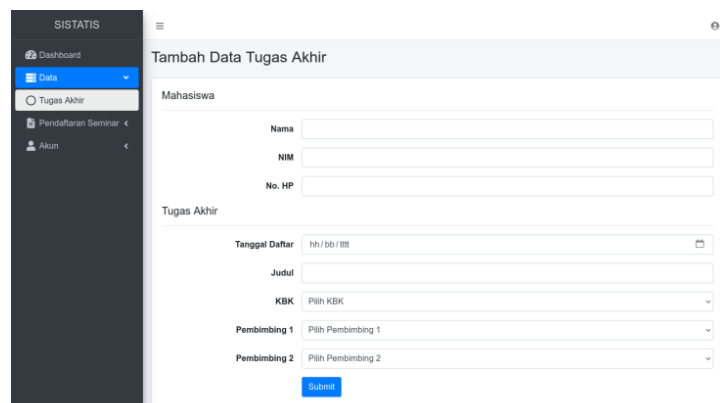 SISTATIS
Dashboard
Data
Tugas Akhir
Pendaftaran Seminar
Akun
Tambah Data Tugas Akhir
Mahasiswa
Nama
NIM
No. HP
Tugas Akhir
Tanggal Daftar hh/bb/tttt
Judul
KBK Pilih KBK
Pembimbing 1 Pilih Pembimbing 1
Pembimbing 2 Pilih Pembimbing 2
Submit